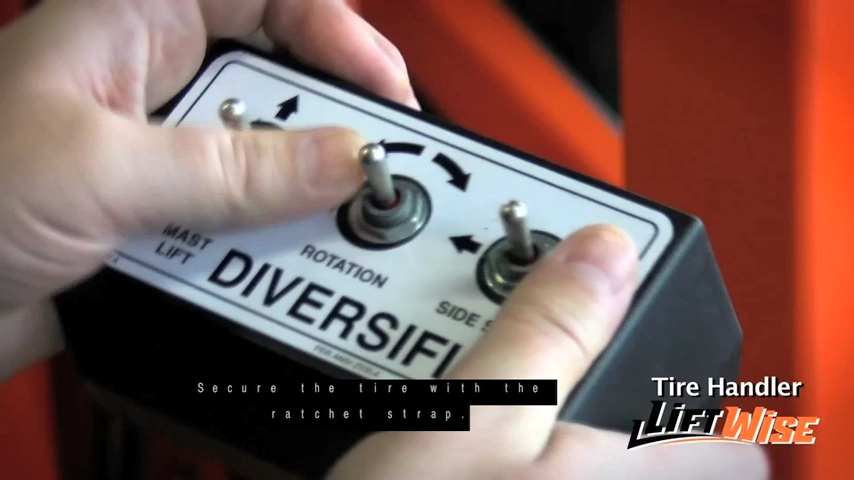 MAST
LIFT
ROTATION
SIDE
DIVERSIFI
Secure the tire with the
ratchet strap.
Tire Handler
LiftWise